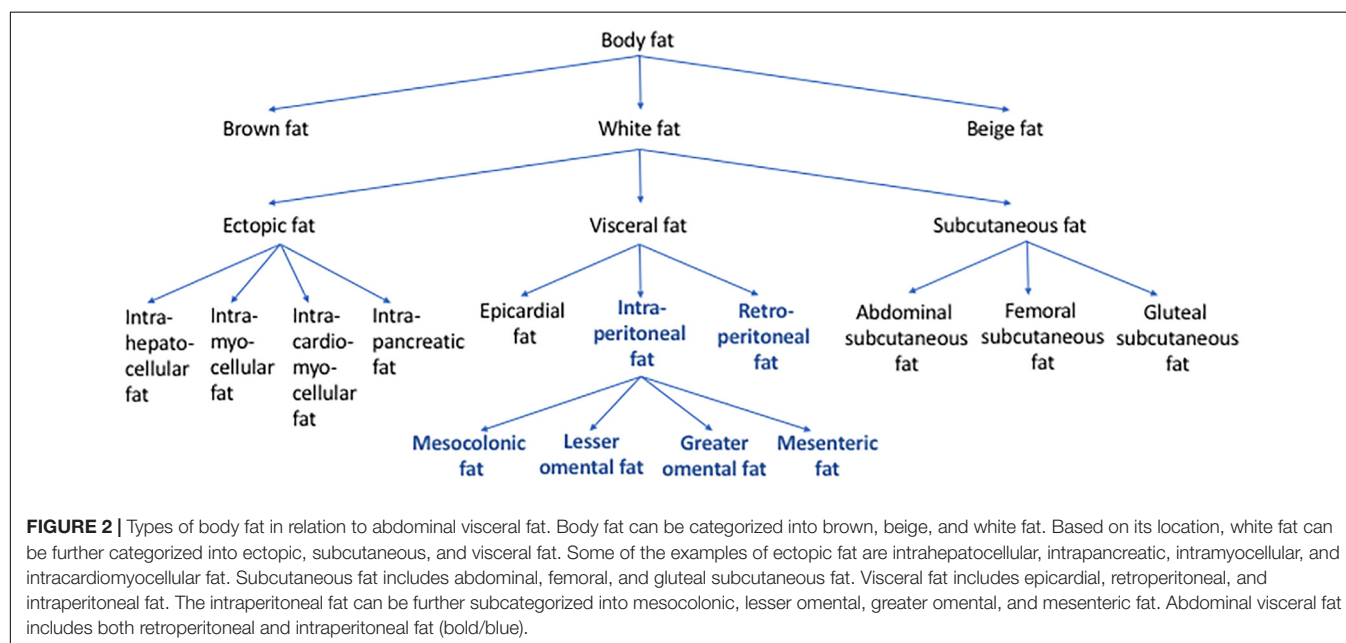 Body fat
Brown fat
White fat
Beige fat
Ectopic fat
Visceral fat
Subcutaneous fat
Intra-
hepato-
cellular
fat
Intra-
myo-
cellular
fat
Intra-
cardio-
myo-
cellular
fat
Intra-
pancreatic
fat
Epicardial
fat
Intra-
peritoneal
fat
Retro-
peritoneal
fat
Abdominal
subcutaneous
fat
Femoral
subcutaneous
fat
Gluteal
subcutaneous
fat
Mesocolonic
fat
Lesser
omental fat
Greater
omental fat
Mesenteric
fat
FIGURE 2 | Types of body fat in relation to abdominal visceral fat. Body fat can be categorized into brown, beige, and white fat. Based on its location, white fat can
be further categorized into ectopic, subcutaneous, and visceral fat. Some of the examples of ectopic fat are intrahepatocellular, intrapancreatic, intramyocellular, and
intracardiomyocellular fat. Subcutaneous fat includes abdominal, femoral, and gluteal subcutaneous fat. Visceral fat includes epicardial, retroperitoneal, and
intraperitoneal fat. The intraperitoneal fat can be further subcategorized into mesocolonic, lesser omental, greater omental, and mesenteric fat. Abdominal visceral fat
includes both retroperitoneal and intraperitoneal fat (bold/blue).